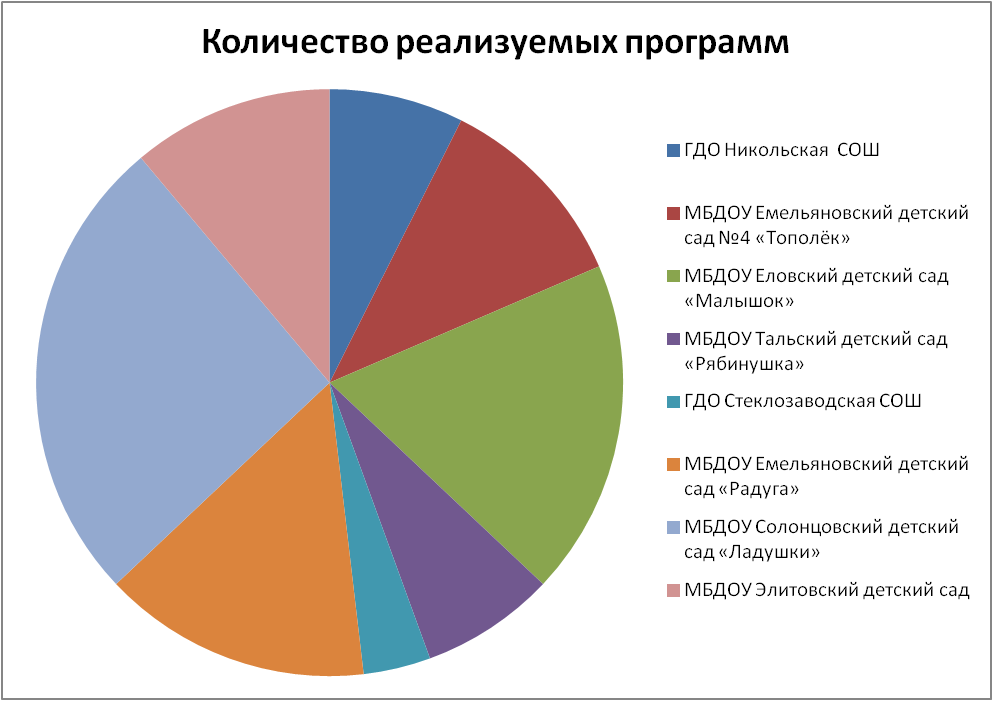 Количество реализуемых программ
ГДО Никольская СОШ
МБДОУ Емельяновский детский
сад №4 «Тополёк»
МБДОУ Еловский детский сад
«Малышок»
МБДОУ Тальский детский сад
«Рябинушка»
ГДО Стеклозаводская СОШ
МБДОУ Емельяновский детский
сад «Радуга»
МБДОУ Солонцовский детский
сад «Ладушки»
МБДОУ Элитовский детский сад